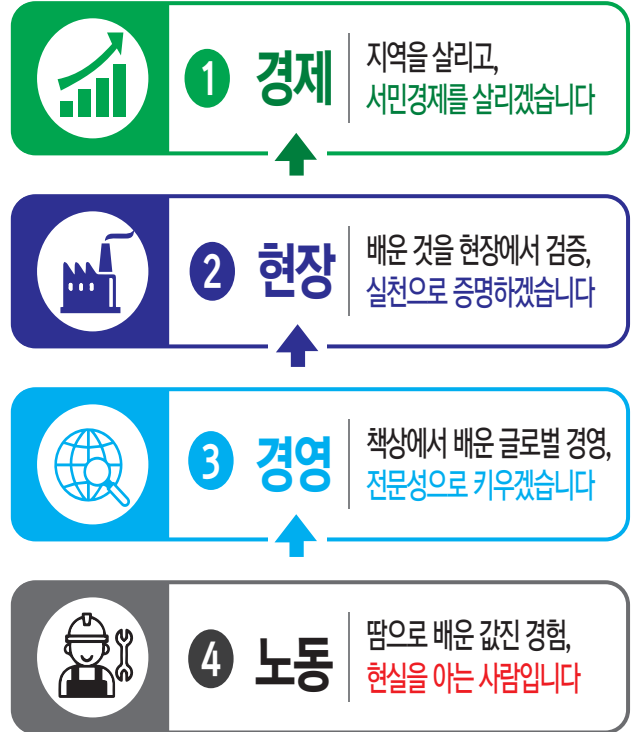 1 경제
지역을 살리고,
서민경제를 살리겠습니다
2 현장
배운 것을 현장에서 검증,
실천으로 증명하겠습니다
3 경영
책상에서 배운 글로벌 경영,
전문성으로 키우겠습니다
4 노동
땀으로 배운 값진 경험,
현실을 아는 사람입니다